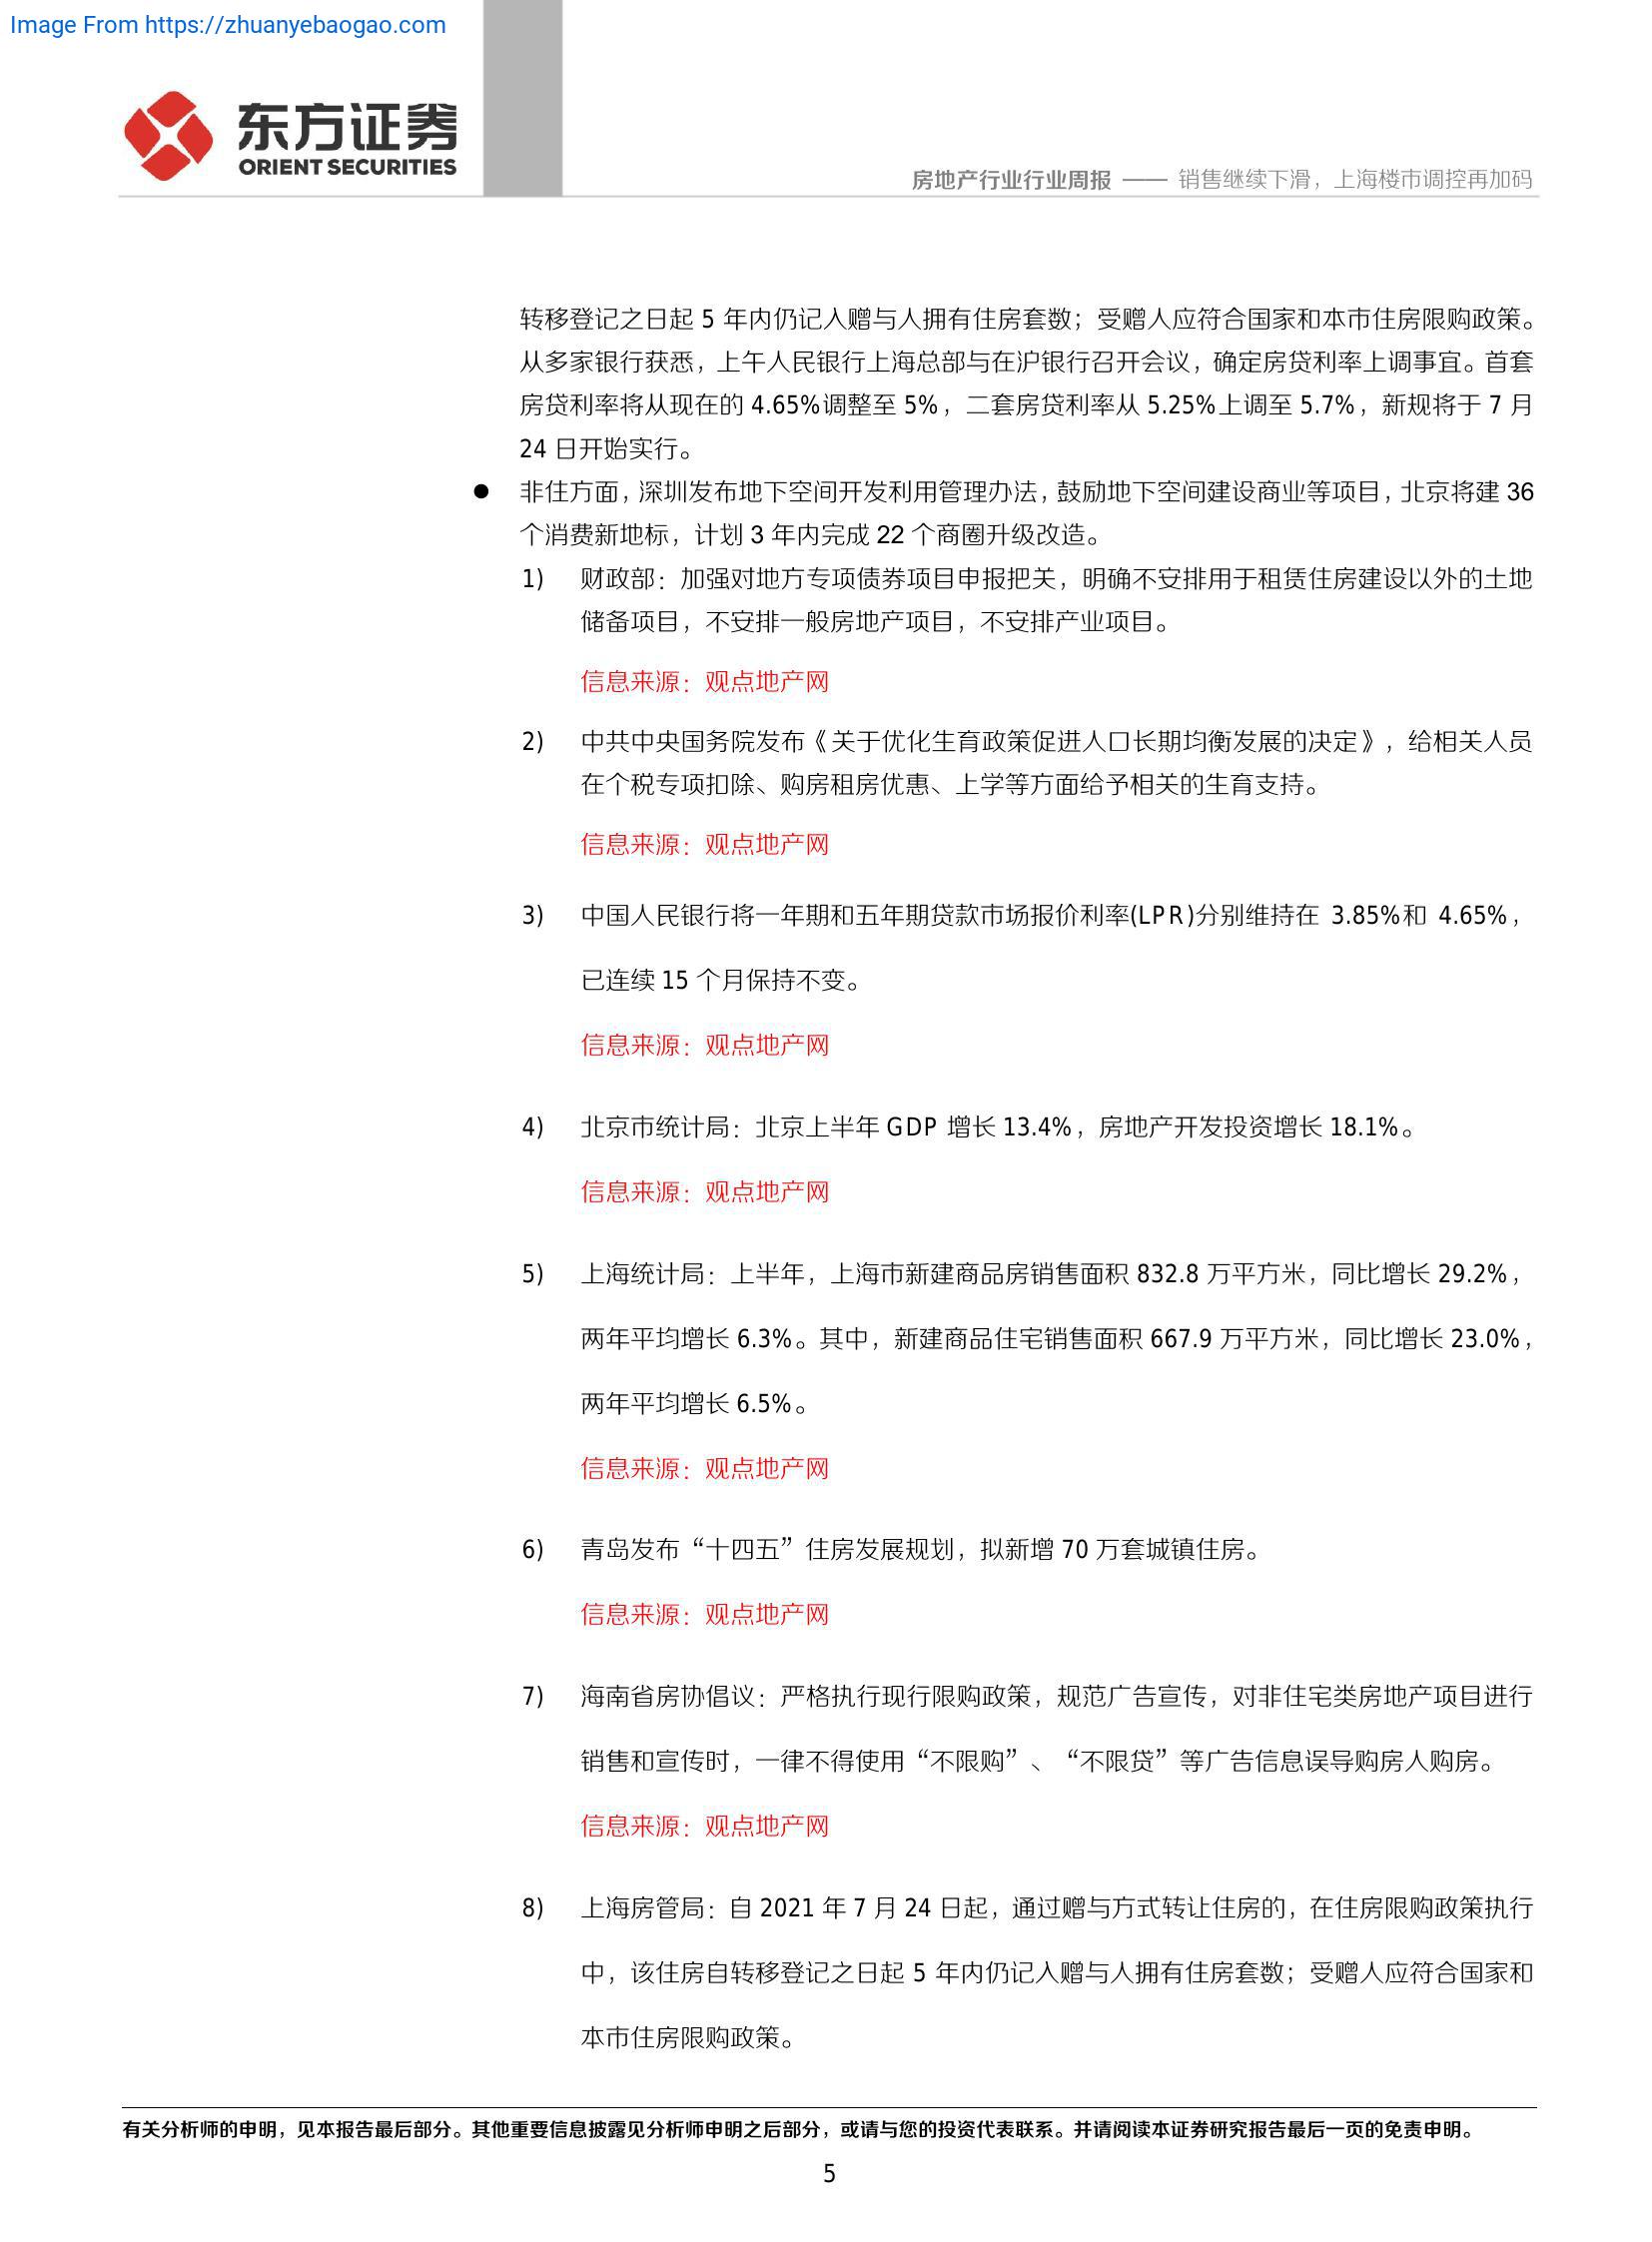 Image From https://zhuanyebaogao.com
东方证券
ORIENT SECURITIES
房地产行业行业周报 —— 销售继续下滑，上海楼市调控再加码
转移登记之日起 5 年内仍记入赠与人拥有住房套数；受赠人应符合国家和本市住房限购政策。
从多家银行获悉，上午人民银行上海总部与在沪银行召开会议，确定房贷利率上调事宜。首套
房贷利率将从现在的 4.65%调整至 5%，二套房贷利率从 5.25%上调至 5.7%，新规将于 7 月
24 日开始实行。
● 非住方面，深圳发布地下空间开发利用管理办法，鼓励地下空间建设商业等项目，北京将建 36
个消费新地标，计划 3 年内完成 22 个商圈升级改造。
1) 财政部：加强对地方专项债券项目申报把关，明确不安排用于租赁住房建设以外的土地
储备项目，不安排一般房地产项目，不安排产业项目。
信息来源：观点地产网
2) 中共中央国务院发布《关于优化生育政策促进人口长期均衡发展的决定》，给相关人员
在个税专项扣除、购房租房优惠、上学等方面给予相关的生育支持。
信息来源：观点地产网
3) 中国人民银行将一年期和五年期贷款市场报价利率(LPR)分别维持在 3.85%和 4.65%，
已连续 15 个月保持不变。
信息来源：观点地产网
4) 北京市统计局：北京上半年 GDP 增长 13.4%，房地产开发投资增长 18.1%。
信息来源：观点地产网
5) 上海统计局：上半年，上海市新建商品房销售面积 832.8 万平方米，同比增长 29.2%，
两年平均增长 6.3%。其中，新建商品住宅销售面积 667.9 万平方米，同比增长 23.0%，
两年平均增长 6.5%。
信息来源：观点地产网
6) 青岛发布“十四五”住房发展规划，拟新增 70 万套城镇住房。
信息来源：观点地产网
7) 海南省房协倡议：严格执行现行限购政策，规范广告宣传，对非住宅类房地产项目进行
销售和宣传时，一律不得使用“不限购”、“不限贷”等广告信息误导购房人购房。
信息来源：观点地产网
8) 上海房管局：自 2021 年 7 月 24 日起，通过赠与方式转让住房的，在住房限购政策执行
中，该住房自转移登记之日起 5 年内仍记入赠与人拥有住房套数；受赠人应符合国家和
本市住房限购政策。
有关分析师的申明，见本报告最后部分。其他重要信息披露见分析师申明之后部分，或请与您的投资代表联系。并请阅读本证券研究报告最后一页的免责申明。
5